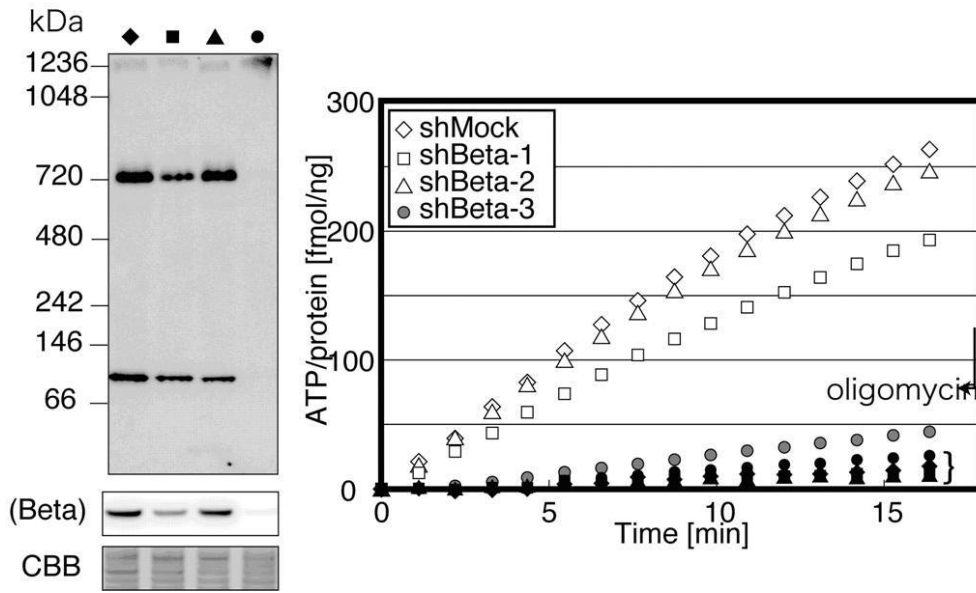 kDa
1236
1048
720
480
242
146
66
(Beta)
CBB
300
200
100
0
ATP/protein [fmol/ng]
shMock
shBeta-1
shBeta-2
shBeta-3
oligomycin
}
0
5
10
15
Time [min]